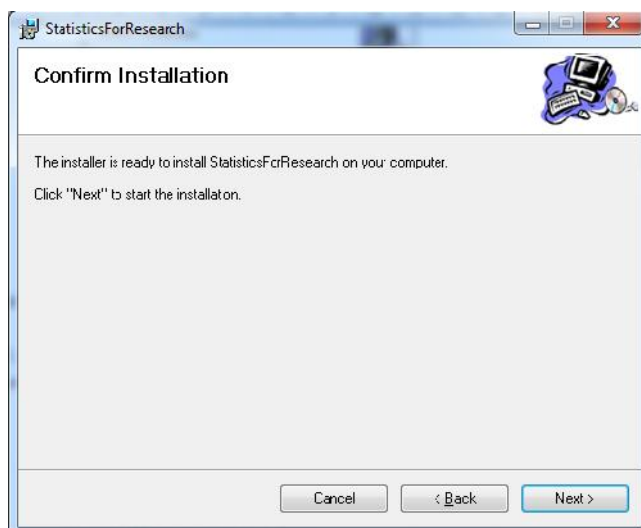 StatisticsForResearch
Confirm Installation
The installer is ready to install StatisticsForResearch on your computer.
Click "Next" to start the installation.
Cancel
< Back
Next >